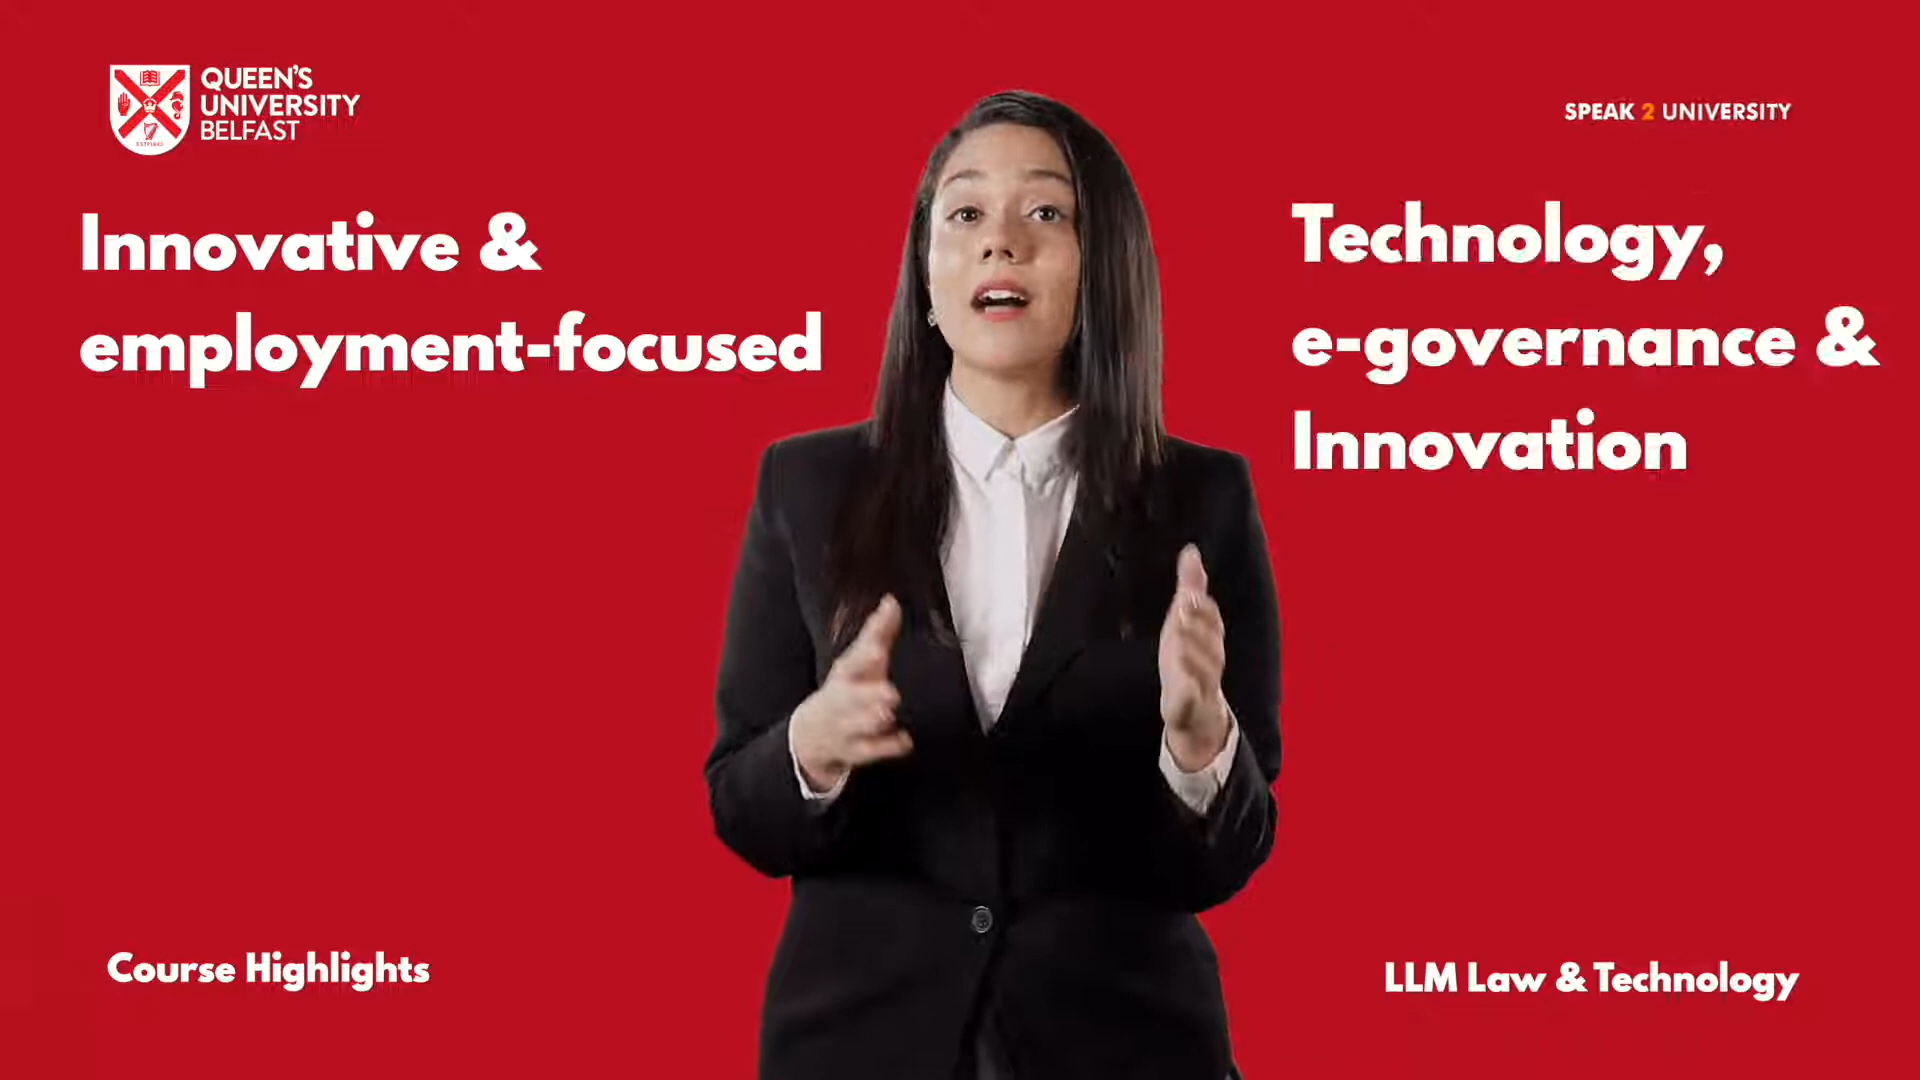 QUEEN'S
UNIVERSITY
BELFAST
SPEAK 2 UNIVERSITY
Innovative &
employment-focused
Technology,
e-governance &
Innovation
Course Highlights
LLM Law & Technology